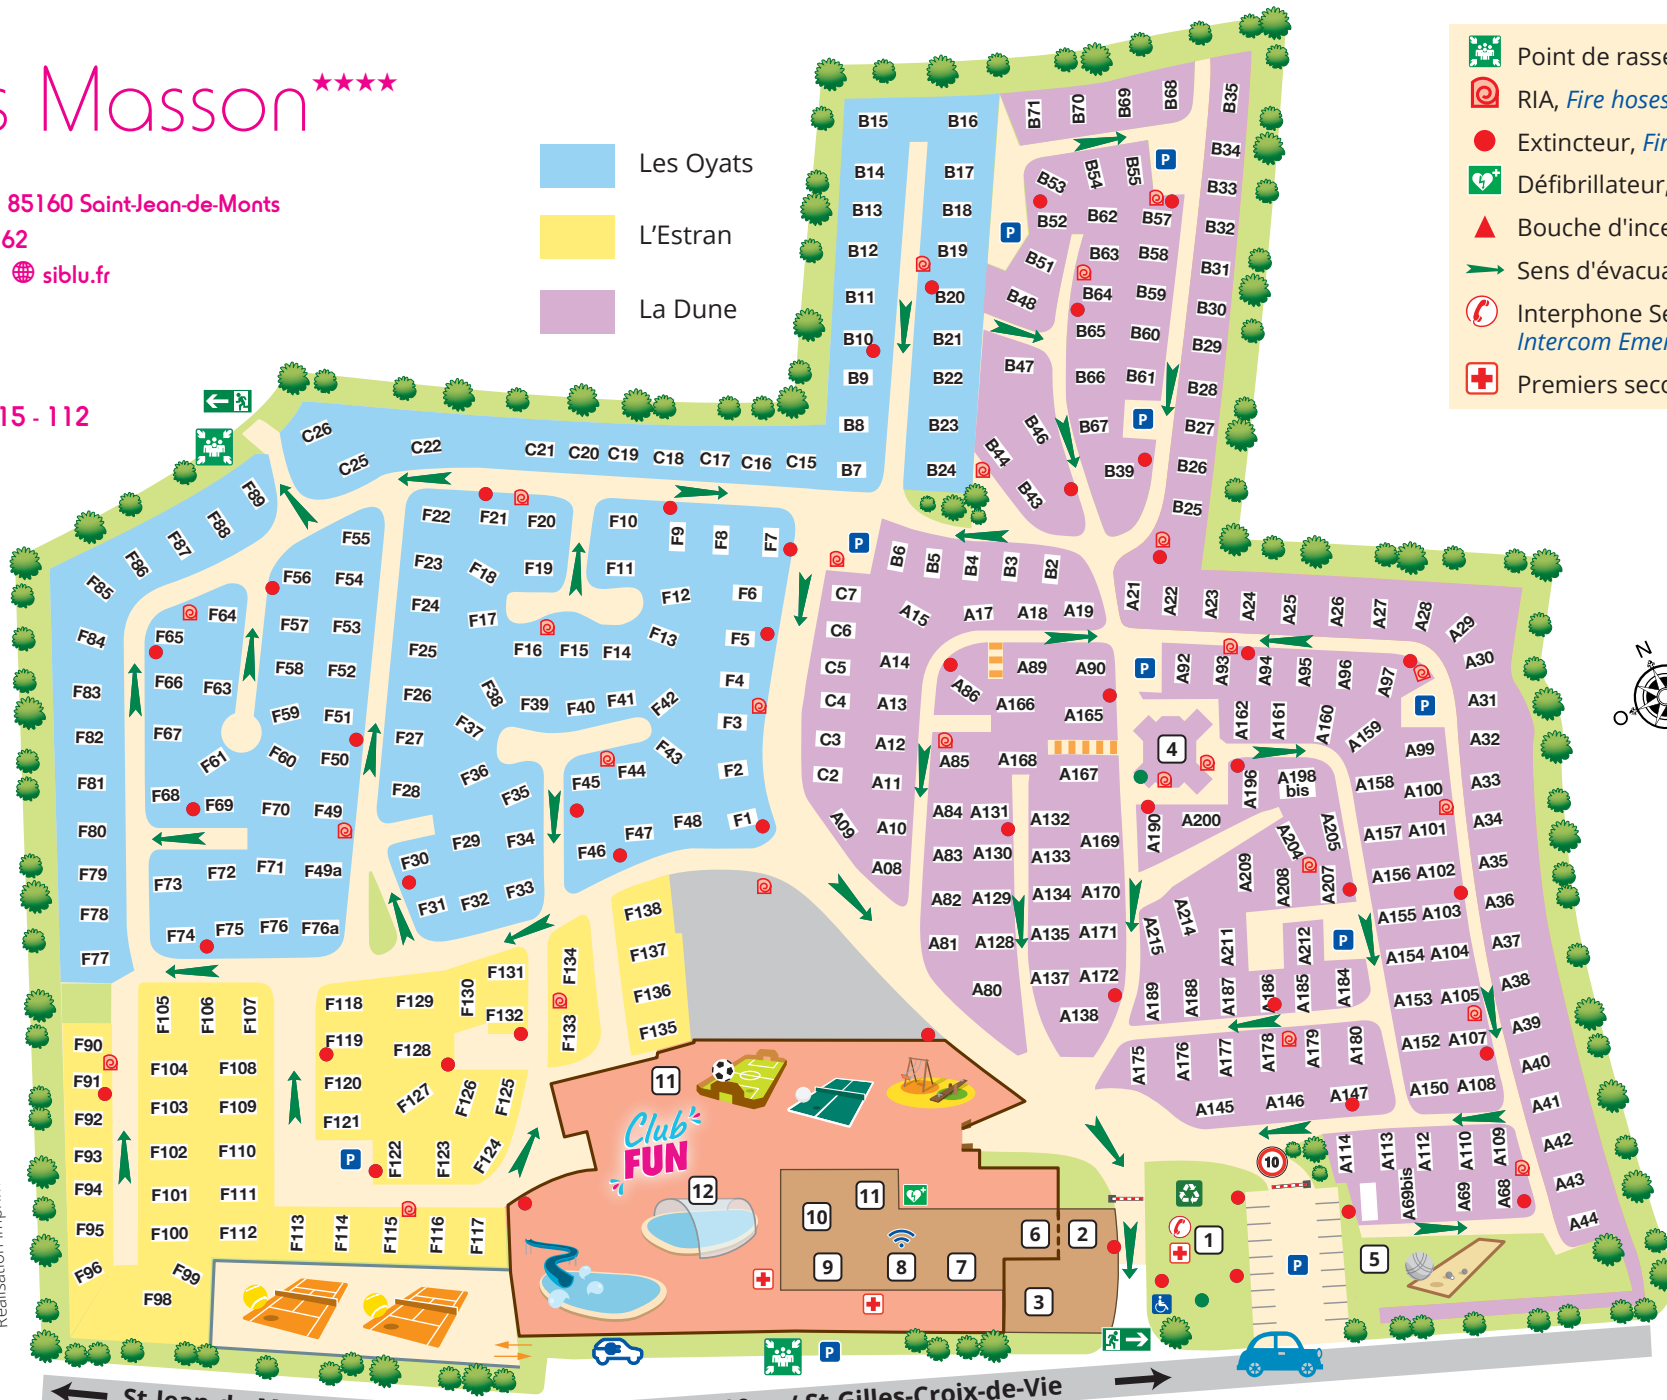 s Masson
85160 Saint-Jean-de-Monts
62
siblu.fr
15 - 112
Les Oyats
L'Estran
La Dune
Point de rasse
RIA, Fire hoses
Extincteur, Fir
Défibrillateur,
Bouche d'ince
Sens d'évacua
Interphone Se
Intercom Emer
Premiers seco
B15 B16 B71 B70 B69 B68 B35
B14 B17 B53 B54 B55 P B34
B13 B18 B52 B62 B57 B33
P B32
B12 B19 B51 B63 B58 B31
B11 B20 B48 B64 B59 B30
B10 B21 B65 B60 B29
B9 B22 B47 B66 B61 B28
B8 B23 B46 B67 P B27
B7 B24 B44 B43 B39 B26
B25
C26 C25 C22 C21 C20 C19 C18 C17 C16 C15
F89 F88 F87 F86 F85 F84 F83 F82 F81 F80 F79 F78 F77
F55 F56 F54 F64 F65 F57 F53 F66 F63 F58 F52 F67 F59 F51 F61 F60 F50
F68 F69 F70 F49 F73 F72 F71 F49a F74 F75 F76 F76a
F22 F21 F20 F10 F9 F8 F7
F23 F18 F19 F11 F24 F17 F12 F6
F25 F16 F15 F14 F13 F5
F26 F38 F39 F40 F41 F42 F4
F27 F37 F43 F3
F28 F36 F35 F45 F44 F2
F29 F34 F47 F48 F1
F30 F46 F31 F32 F33
P B6 B5 B4 B3 B2
C7 C6 C5 C4 C3 C2
A15 A17 A18 A19
A14 A13 A12 A11 A10 A09 A08
A86 A89 A90 A166 A165
A85 A168 A167
A84 A131 A132 A169
A83 A130 A133
A82 A129 A134 A170
A81 A128 A135 A171
A80 A137 A172
A138
A21 A22 A23 A24 A25 A26 A27 A28 A29
P A92 A93 A94 A95 A96 A97 A30
A31 P A162 A161 A160 A159 A99 A32
4
A196 A198 bis A158 A100 A33
A190 A200 A204 A205 A157 A101 A34
A209 A208 A207 A156 A102 A35
A215 A214 A211 A212 P A155 A103 A36
A154 A104 A37
A189 A188 A187 A186 A185 A184 A153 A105 A38
A175 A176 A177 A178 A179 A180 A152 A107 A39
A150 A108 A40
A145 A146 A147 A41
A114 A113 A112 A110 A109 A42
A69bis A69 A68 A43
A44
N
O
F138 F137 F136 F135
F134 F133
F131 F130 F132 F129 F118
F119 F128 F120 F127 F126 F125 F121
P F122 F123 F124
F105 F106 F107
F90 F91 F92 F93 F94 F95 F96
F104 F108
F103 F109
F102 F110
F101 F111
F100 F112 F113 F114 F115 F116 F117
F99 F98
11
Club
FUN
12
11
10
9 8 7
6 2
3
10
1
P
5
P
St-Gilles-Croix-de-Vie